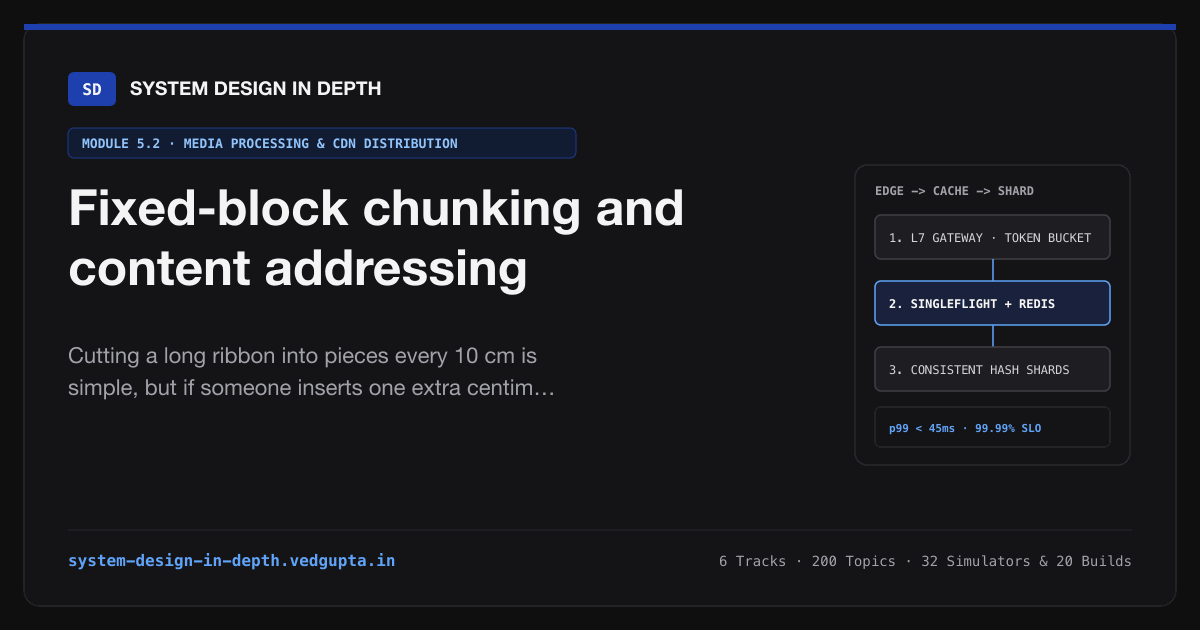 SD
SYSTEM DESIGN IN DEPTH
MODULE 5.2 · MEDIA PROCESSING & CDN DISTRIBUTION
Fixed-block chunking and
content addressing
Cutting a long ribbon into pieces every 10 cm is
simple, but if someone inserts one extra centim…
EDGE -> CACHE -> SHARD
1. L7 GATEWAY · TOKEN BUCKET
2. SINGLEFLIGHT + REDIS
3. CONSISTENT HASH SHARDS
p99 < 45ms · 99.99% SLO
system-design-in-depth.vedgupta.in
6 Tracks · 200 Topics · 32 Simulators & 20 Builds